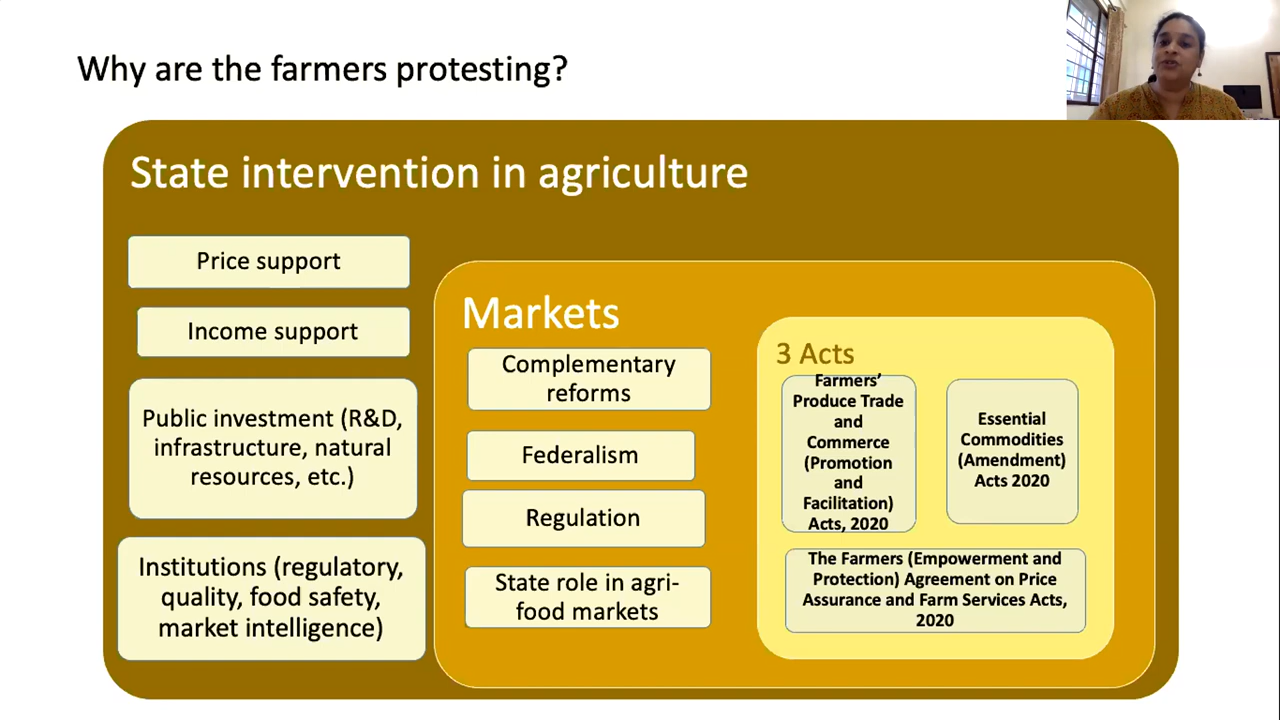 Why are the farmers protesting?
State intervention in agriculture
Price support
Income support
Public investment (R&D,
infrastructure, natural
resources, etc.)
Institutions (regulatory,
quality, food safety,
market intelligence)
Markets
Complementary
reforms
Federalism
Regulation
State role in agri-
food markets
3 Acts
Farmers’
Produce Trade
and
Commerce
(Promotion
and
Facilitation)
Acts, 2020
Essential
Commodities
(Amendment)
Acts 2020
The Farmers (Empowerment and
Protection) Agreement on Price
Assurance and Farm Services Acts,
2020